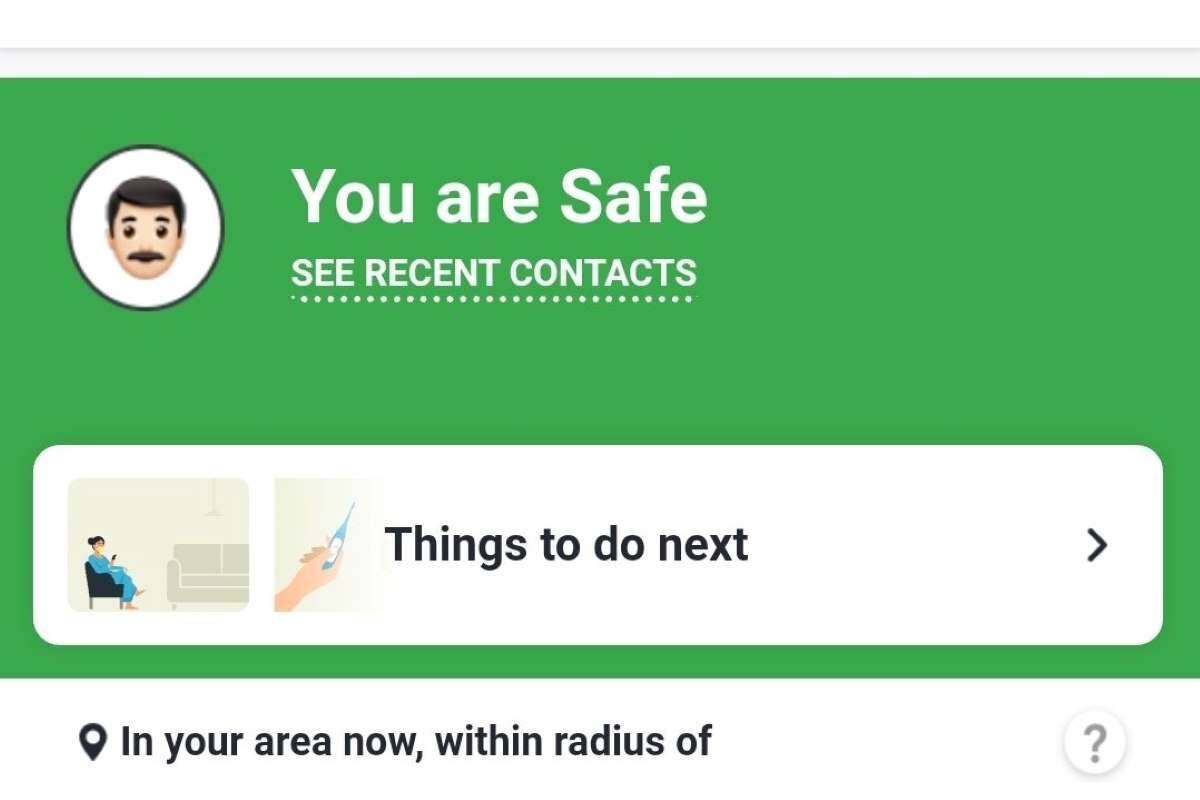 You are Safe
SEE RECENT CONTACTS
Things to do next
In your area now, within radius of
?